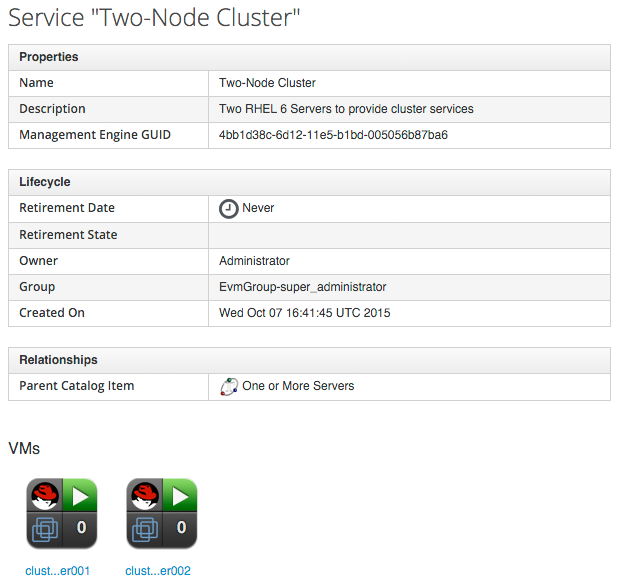 Service "Two-Node Cluster"
Properties
Name Two-Node Cluster
Description Two RHEL 6 Servers to provide cluster services
Management Engine GUID 4bb1d38c-6d12-11e5-b1bd-005056b87ba6
Lifecycle
Retirement Date Never
Retirement State
Owner Administrator
Group EvmGroup-super_administrator
Created On Wed Oct 07 16:41:45 UTC 2015
Relationships
Parent Catalog Item One or More Servers
VMs
0 0
clust...er001 clust...er002